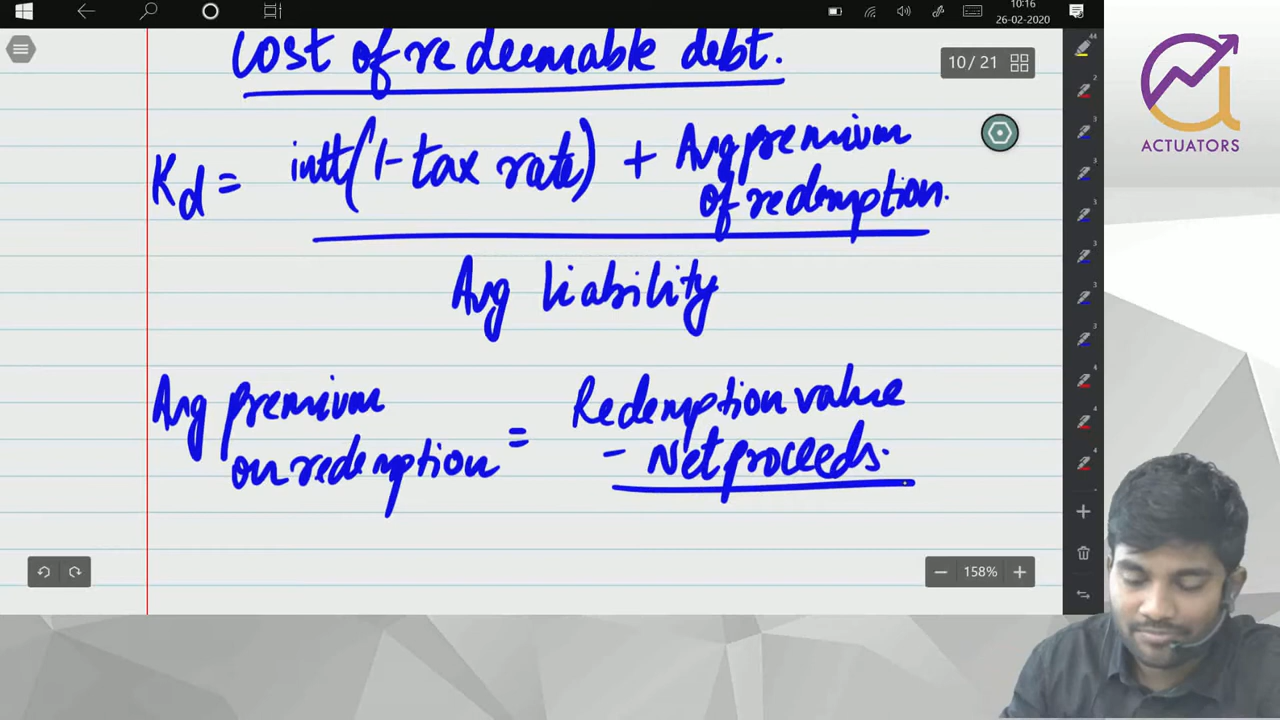 10:16
26-02-2020
Cost of redeemable debt.
10 / 21
ACTUATORS
Kd = intt(1- tax rate) + Avg premium of redemption.
Avg liability
Avg premium on redemption = Redemption value - Net proceeds.
158%